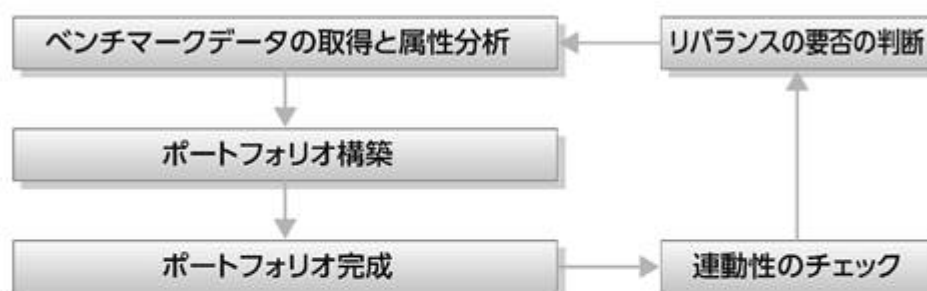 ベンチマークデータの取得と属性分析
リバランスの要否の判断
ポートフォリオ構築
ポートフォリオ完成
連動性のチェック